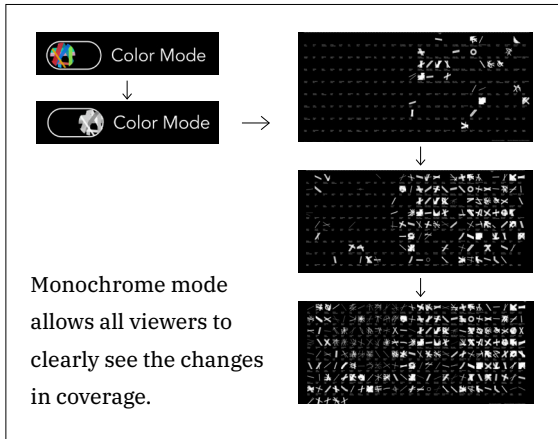 Color Mode
Color Mode
Monochrome mode
allows all viewers to
clearly see the changes
in coverage.